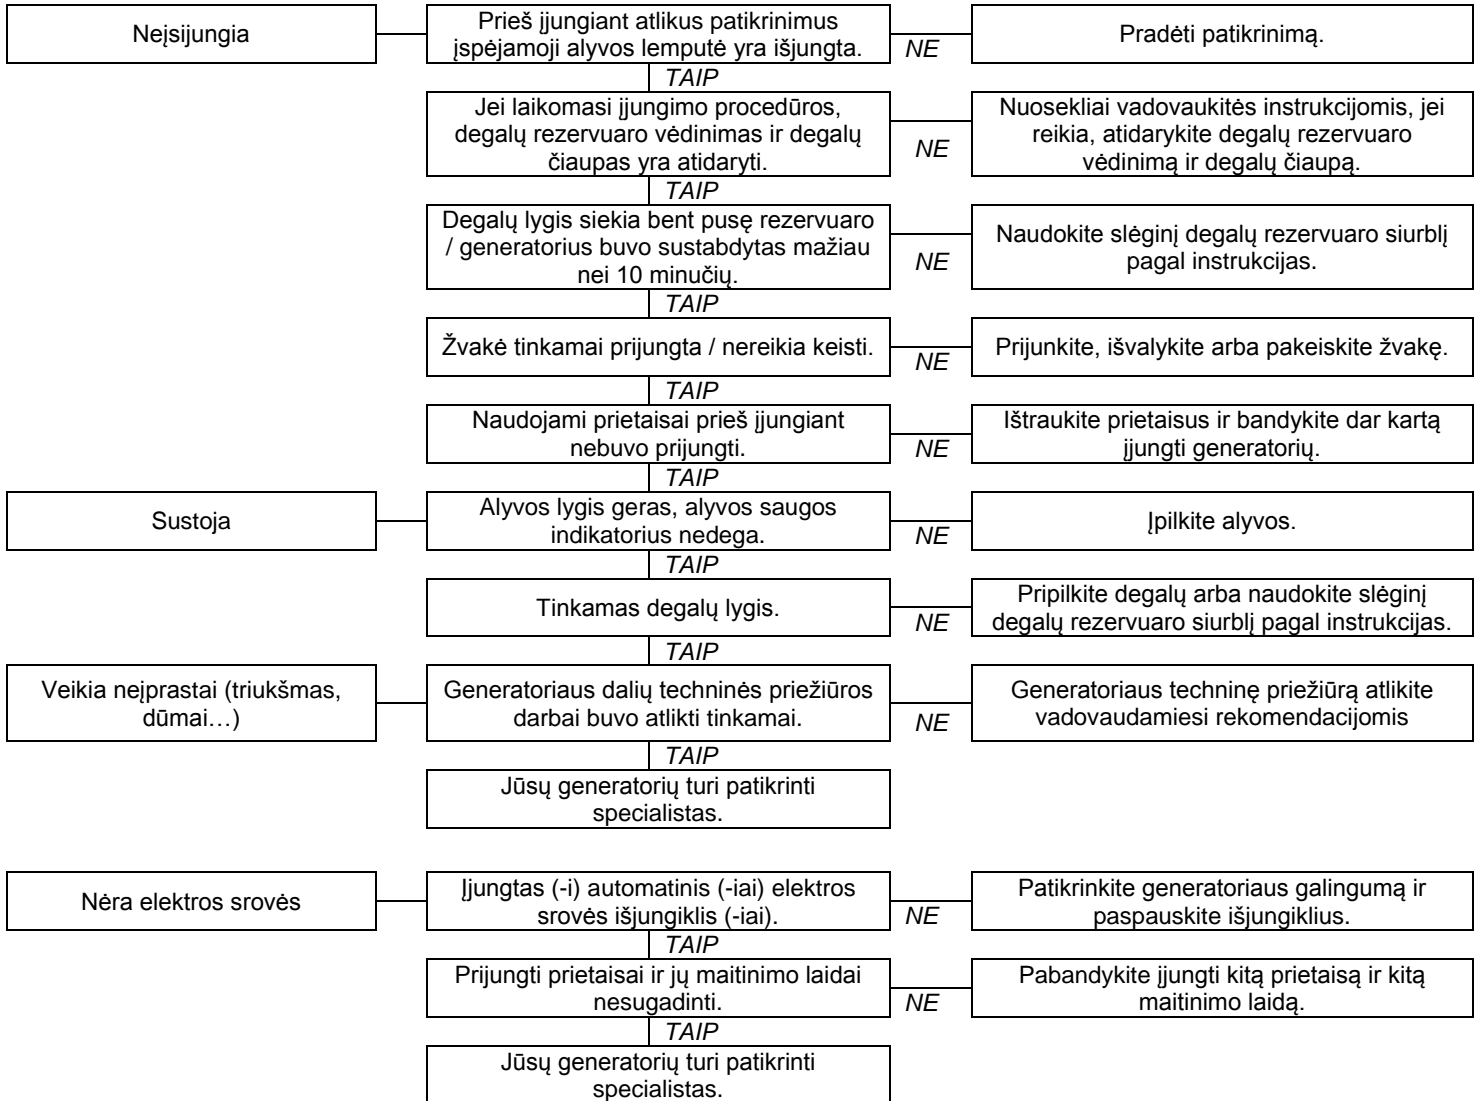 Neįsijungia
Prieš įjungiant atlikus patikrinimus
įspėjamoji alyvos lemputė yra išjungta.
NE
Pradėti patikrinimą.
TAIP
Jei laikomasi įjungimo procedūros,
degalų rezervuaro vėdinimas ir degalų
čiaupas yra atidaryti.
NE
Nuosekliai vadovaukitės instrukcijomis, jei
reikia, atidarykite degalų rezervuaro
vėdinimą ir degalų čiaupą.
TAIP
Degalų lygis siekia bent pusę rezervuaro
/ generatorius buvo sustabdytas mažiau
nei 10 minučių.
NE
Naudokite slėginį degalų rezervuaro siurblį
pagal instrukcijas.
TAIP
Žvakė tinkamai prijungta / nereikia keisti.
NE
Prijunkite, išvalykite arba pakeiskite žvakę.
TAIP
Naudojami prietaisai prieš įjungiant
nebuvo prijungti.
NE
Ištraukite prietaisus ir bandykite dar kartą
įjungti generatorių.
TAIP
Sustoja
Alyvos lygis geras, alyvos saugos
indikatorius nedega.
NE
Įpilkite alyvos.
TAIP
Tinkamas degalų lygis.
NE
Pripilkite degalų arba naudokite slėginį
degalų rezervuaro siurblį pagal instrukcijas.
TAIP
Veikia neįprastai (triukšmas,
dūmai…)
Generatoriaus dalių techninės priežiūros
darbai buvo atlikti tinkamai.
NE
Generatoriaus techninę priežiūrą atlikite
vadovaudamiesi rekomendacijomis
TAIP
Jūsų generatorių turi patikrinti
specialistas.
Nėra elektros srovės
Įjungtas (-i) automatinis (-iai) elektros
srovės išjungiklis (-iai).
NE
Patikrinkite generatoriaus galingumą ir
paspauskite išjungiklius.
TAIP
Prijungti prietaisai ir jų maitinimo laidai
nesugadinti.
NE
Pabandykite įjungti kitą prietaisą ir kitą
maitinimo laidą.
TAIP
Jūsų generatorių turi patikrinti
specialistas.